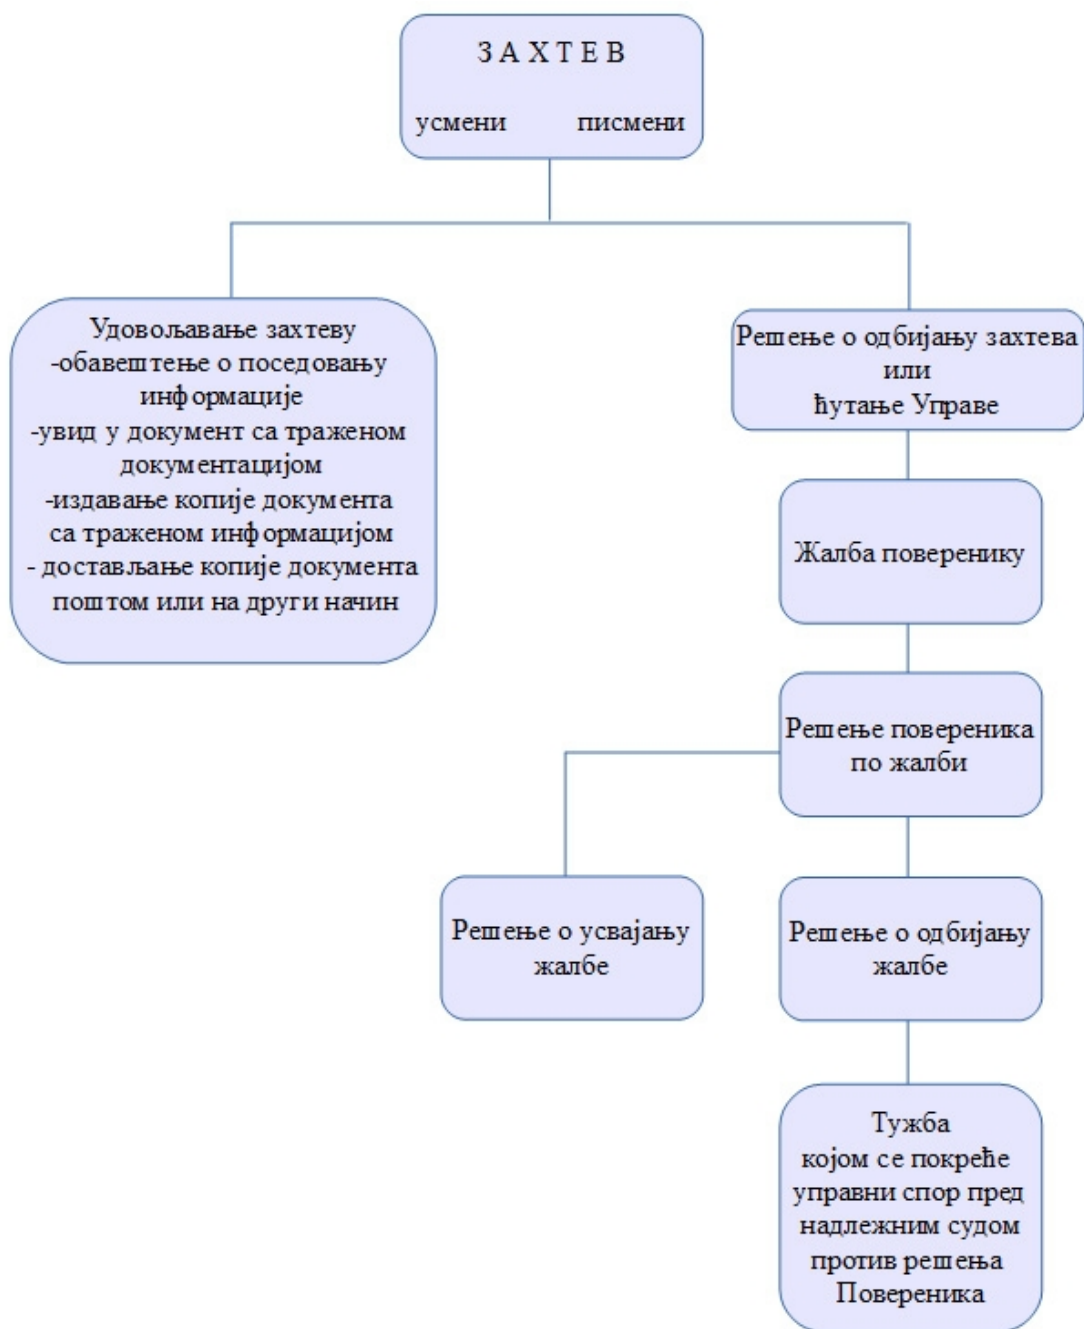 З А Х Т Е В
усмени писмени
Удовољавање захтеву
-обавештење о поседовању
информације
-увид у документ са траженом
документацијом
-издавање копије документа
са траженом информацијом
- достављање копије документа
поштом или на други начин
Решење о одбијању захтева
или
ћутање Управе
Жалба поверенику
Решење повереника
по жалби
Решење о усвајању
жалбе
Решење о одбијању
жалбе
Тужба
којом се покреће
управни спор пред
надлежним судом
против решења
Повереника